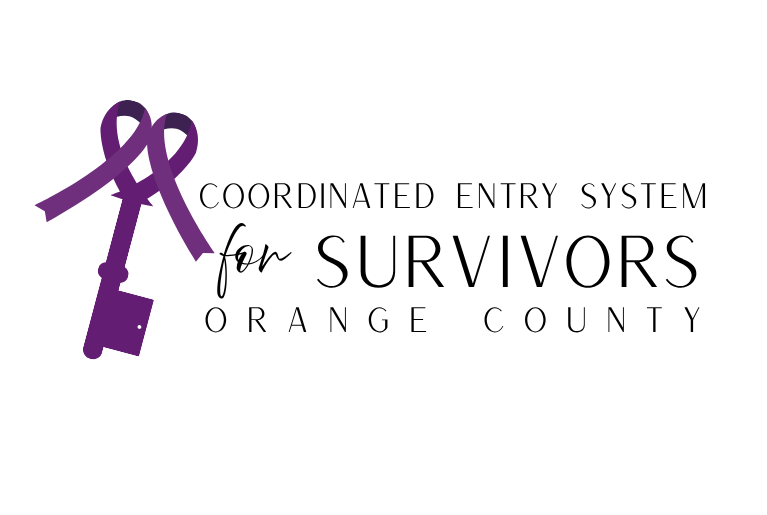 COORDINATED ENTRY SYSTEM
for SURVIVORS
ORANGE COUNTY